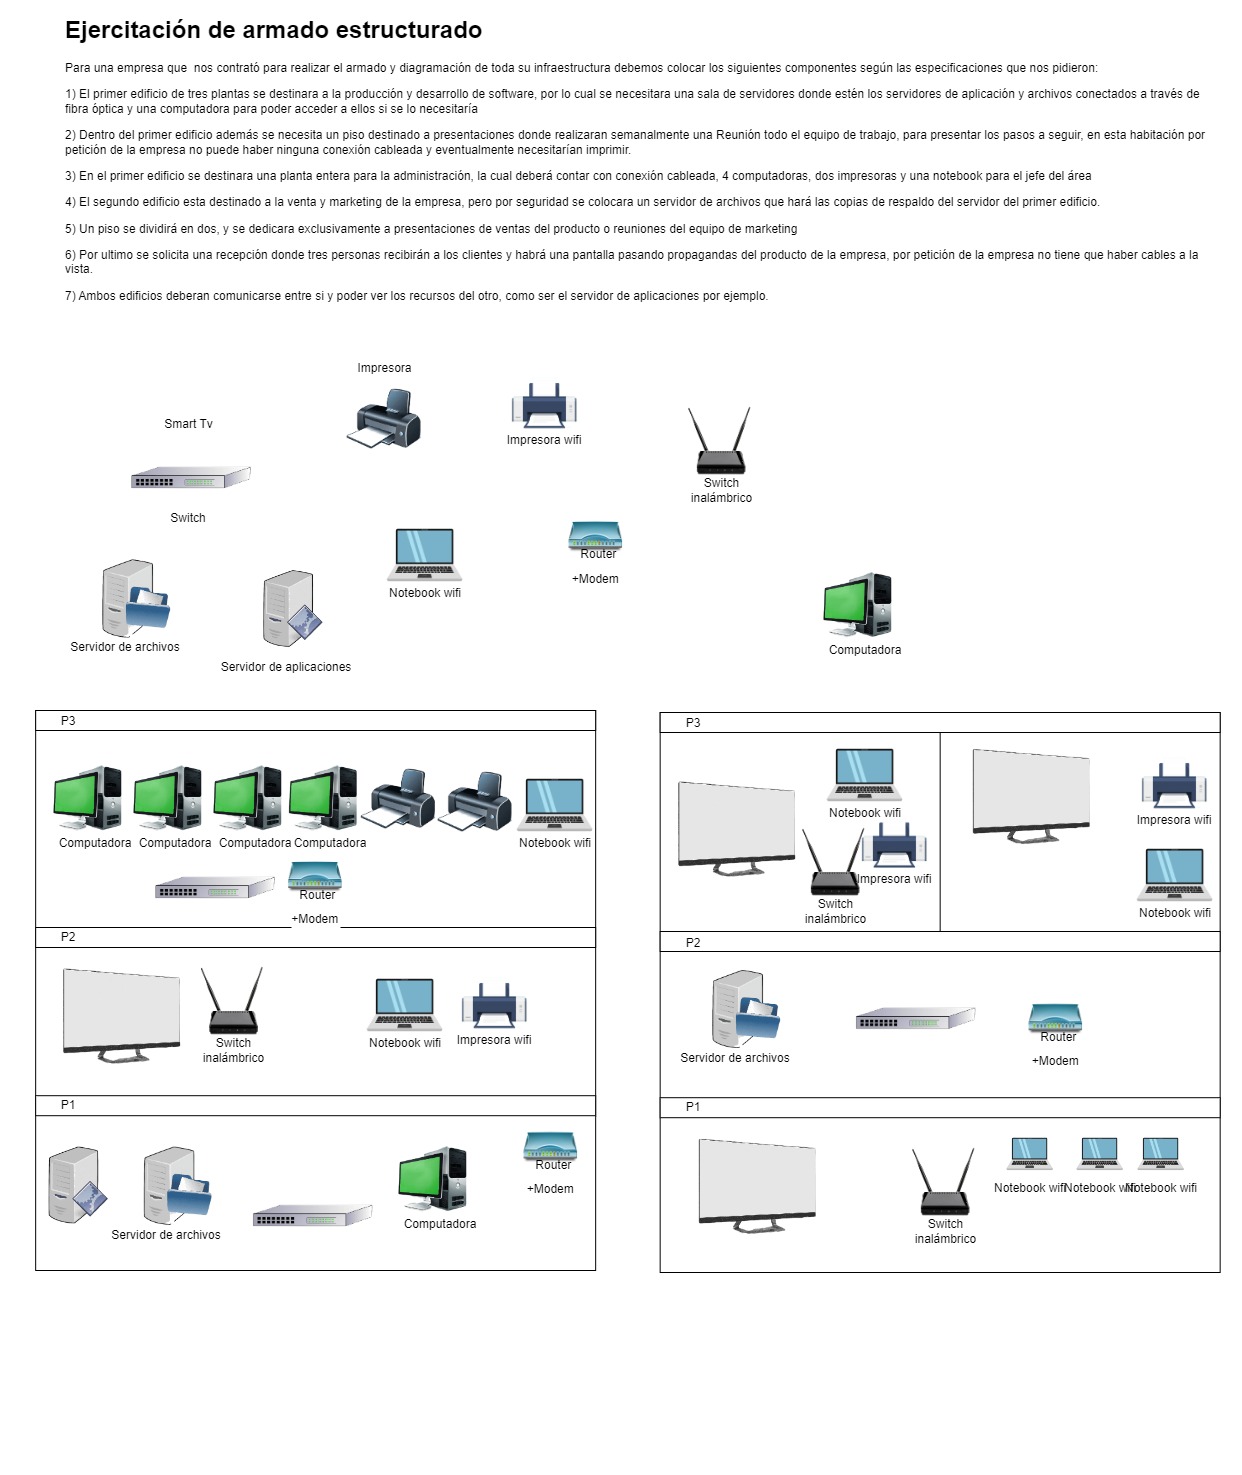 Ejercitación de armado estructurado
Para una empresa que  nos contrató para realizar el armado y diagramación de toda su infraestructura debemos colocar los siguientes componentes según las especificaciones que nos pidieron:
1) El primer edificio de tres plantas se destinara a la producción y desarrollo de software, por lo cual se necesitara una sala de servidores donde estén los servidores de aplicación y archivos conectados a través de
fibra óptica y una computadora para poder acceder a ellos si se lo necesitaría
2) Dentro del primer edificio además se necesita un piso destinado a presentaciones donde realizaran semanalmente una Reunión todo el equipo de trabajo, para presentar los pasos a seguir, en esta habitación por
petición de la empresa no puede haber ninguna conexión cableada y eventualmente necesitarían imprimir.
3) En el primer edificio se destinara una planta entera para la administración, la cual deberá contar con conexión cableada, 4 computadoras, dos impresoras y una notebook para el jefe del área
4) El segundo edificio esta destinado a la venta y marketing de la empresa, pero por seguridad se colocara un servidor de archivos que hará las copias de respaldo del servidor del primer edificio.
5) Un piso se dividirá en dos, y se dedicara exclusivamente a presentaciones de ventas del producto o reuniones del equipo de marketing
6) Por ultimo se solicita una recepción donde tres personas recibirán a los clientes y habrá una pantalla pasando propagandas del producto de la empresa, por petición de la empresa no tiene que haber cables a la
vista.
7) Ambos edificios deberan comunicarse entre si y poder ver los recursos del otro, como ser el servidor de aplicaciones por ejemplo.
Impresora
Smart Tv
Impresora wifi
Switch
inalámbrico
Switch
Router
+Modem
Notebook wifi
Servidor de archivos
Servidor de aplicaciones
Computadora
P3
Computadora
Computadora
Computadora
Computadora
Notebook wifi
Router
+Modem
P2
Switch
inalámbrico
Notebook wifi
Impresora wifi
P1
Servidor de archivos
Computadora
Router
+Modem
P3
Notebook wifi
Impresora wifi
Switch
inalámbrico
Impresora wifi
Notebook wifi
P2
Servidor de archivos
Router
+Modem
P1
Switch
inalámbrico
Notebook wifi
Notebook wifi
Notebook wifi